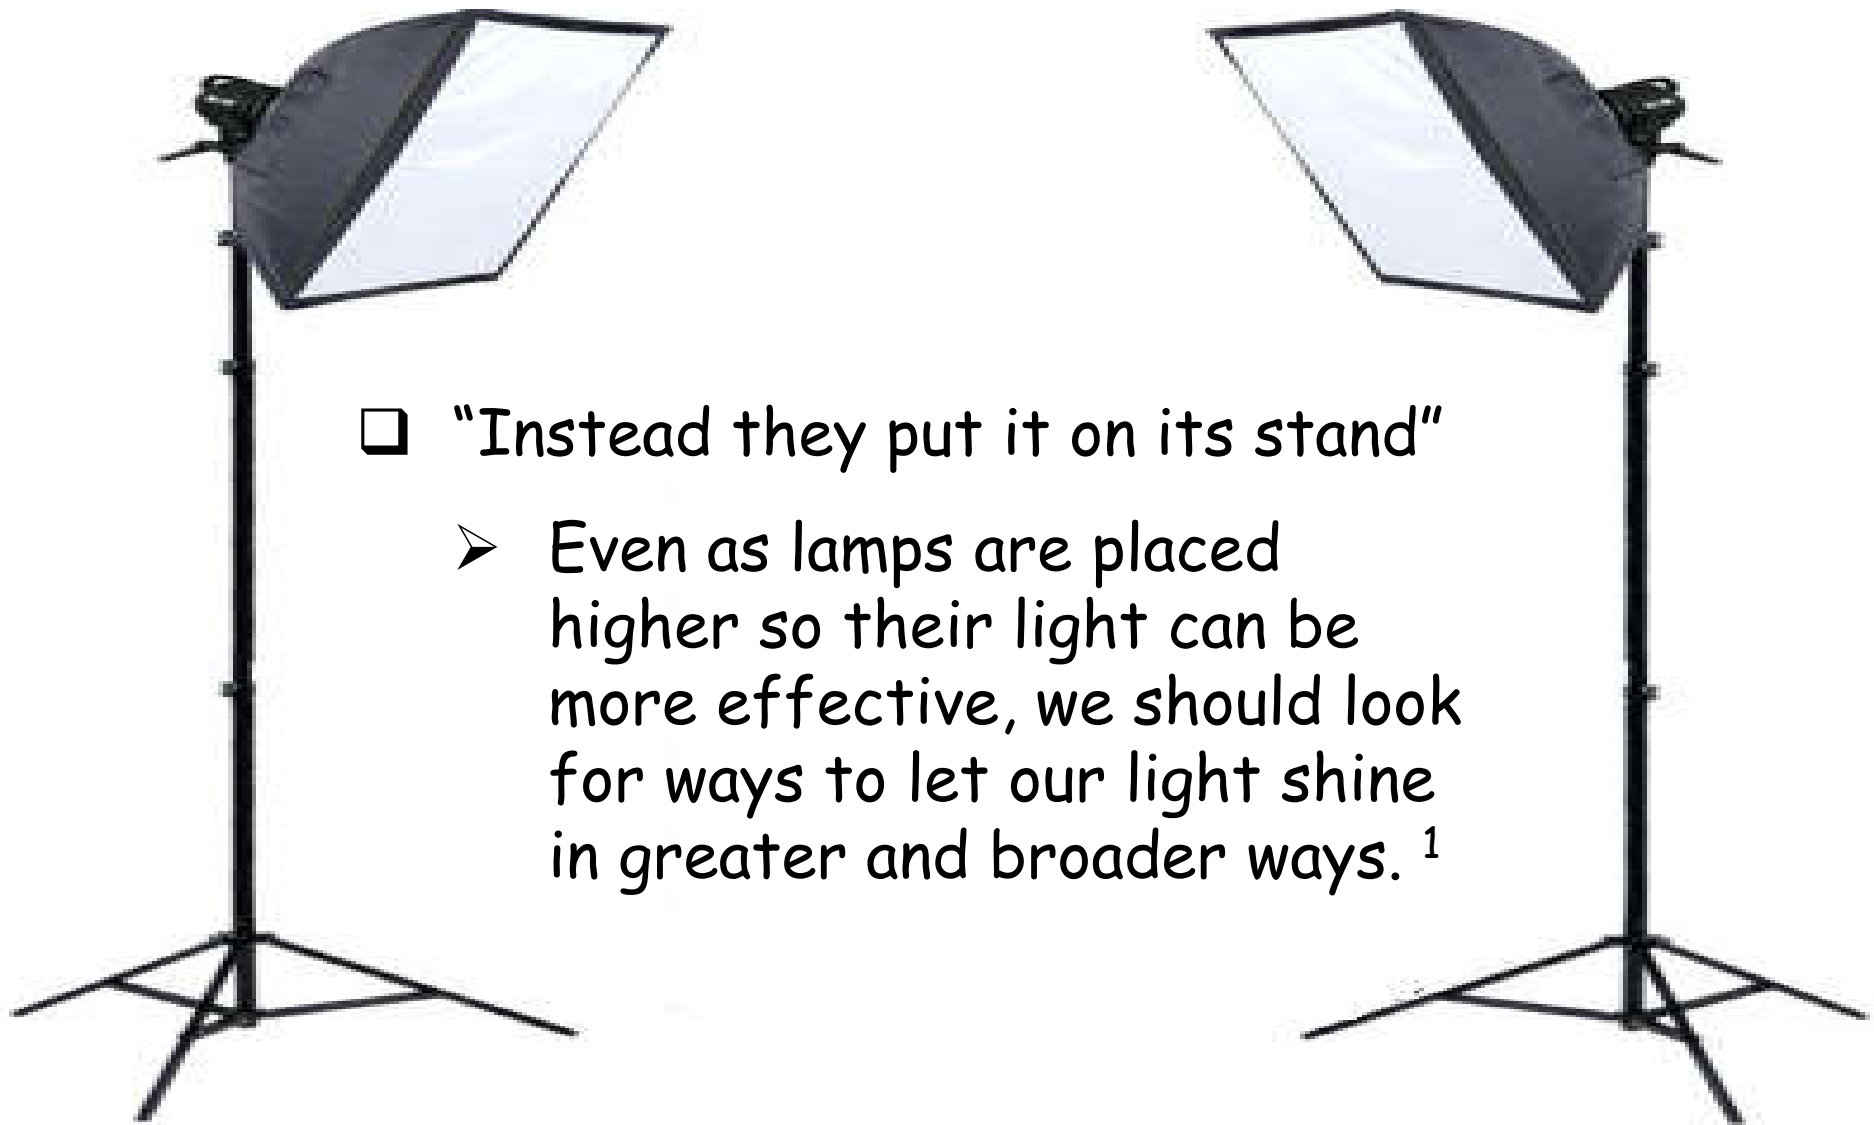 ❑ “Instead they put it on its stand”
➢ Even as lamps are placed
higher so their light can be
more effective, we should look
for ways to let our light shine
in greater and broader ways. ¹